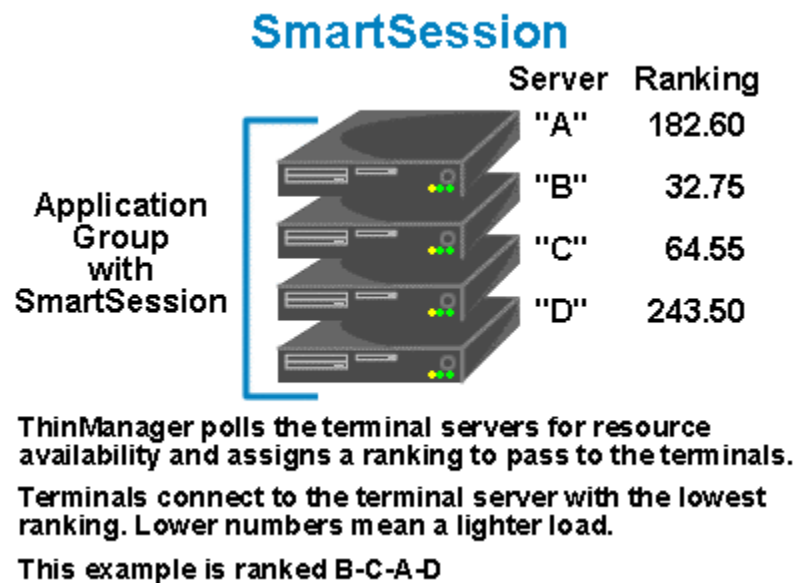 SmartSession
Server Ranking
"A" 182.60
"B" 32.75
"C" 64.55
"D" 243.50
Application
Group
with
SmartSession
ThinManager polls the terminal servers for resource
availability and assigns a ranking to pass to the terminals.
Terminals connect to the terminal server with the lowest
ranking. Lower numbers mean a lighter load.
This example is ranked B-C-A-D